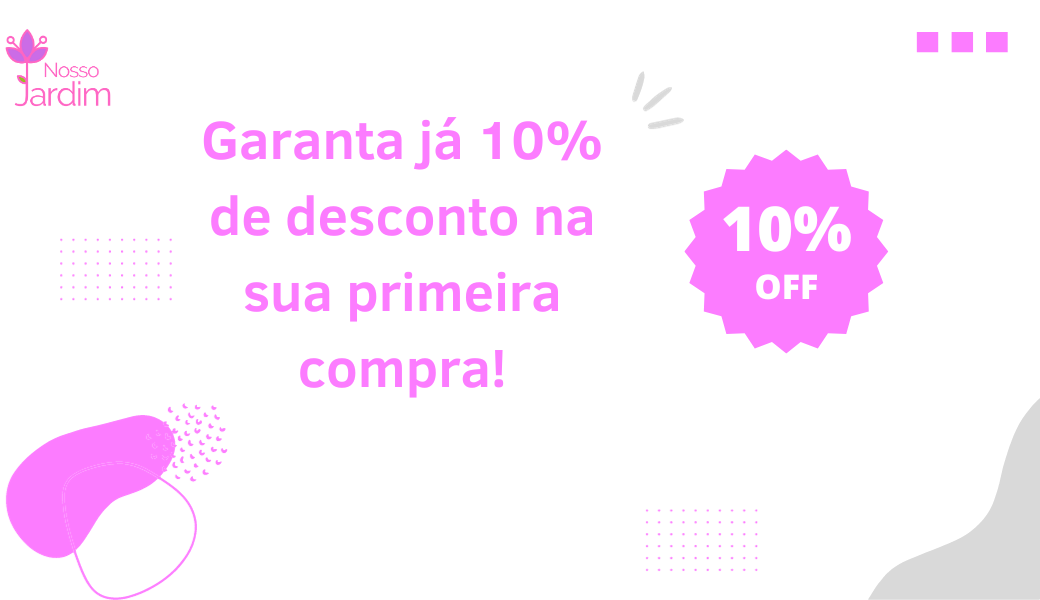 Nosso
Jardim
Garanta já 10%
de desconto na
sua primeira
compra!
10%
OFF